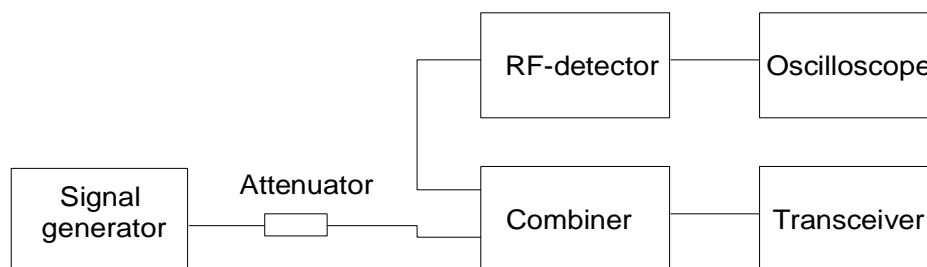 RF-detector
Oscilloscope
Signal
generator
Attenuator
Combiner
Transceiver